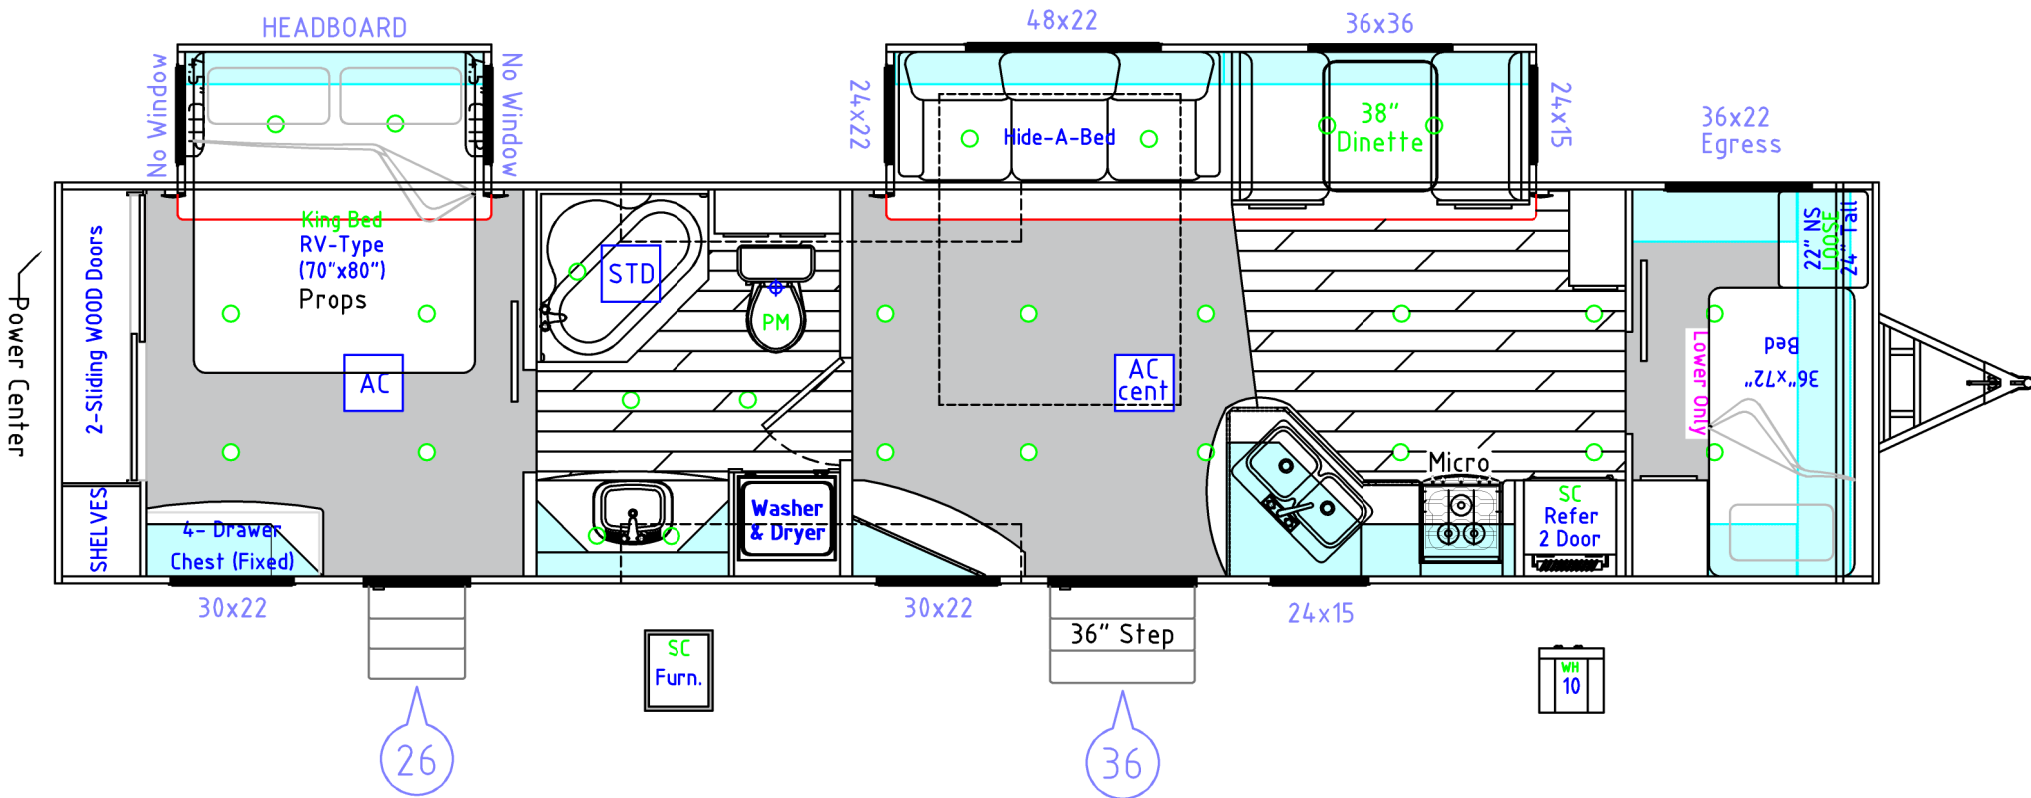 HEADBOARD
No Window
No Window
48x22
36x36
24x22
24x15
36x22
Egress
Hide-A-Bed
38"
Dinette
King Bed
RV-Type
(70"x80")
Props
2-Sliding WOOD Doors
Power Center
STD
PM
AC
AC
cent
22" NS
LOOSE
24" Tall
Lower Only
36"x72"
Bed
SHELVES
4- Drawer
Chest (Fixed)
Washer
& Dryer
Micro
SC
Refer
2 Door
30x22
30x22
24x15
36" Step
SC
Furn.
WH
10
26
36